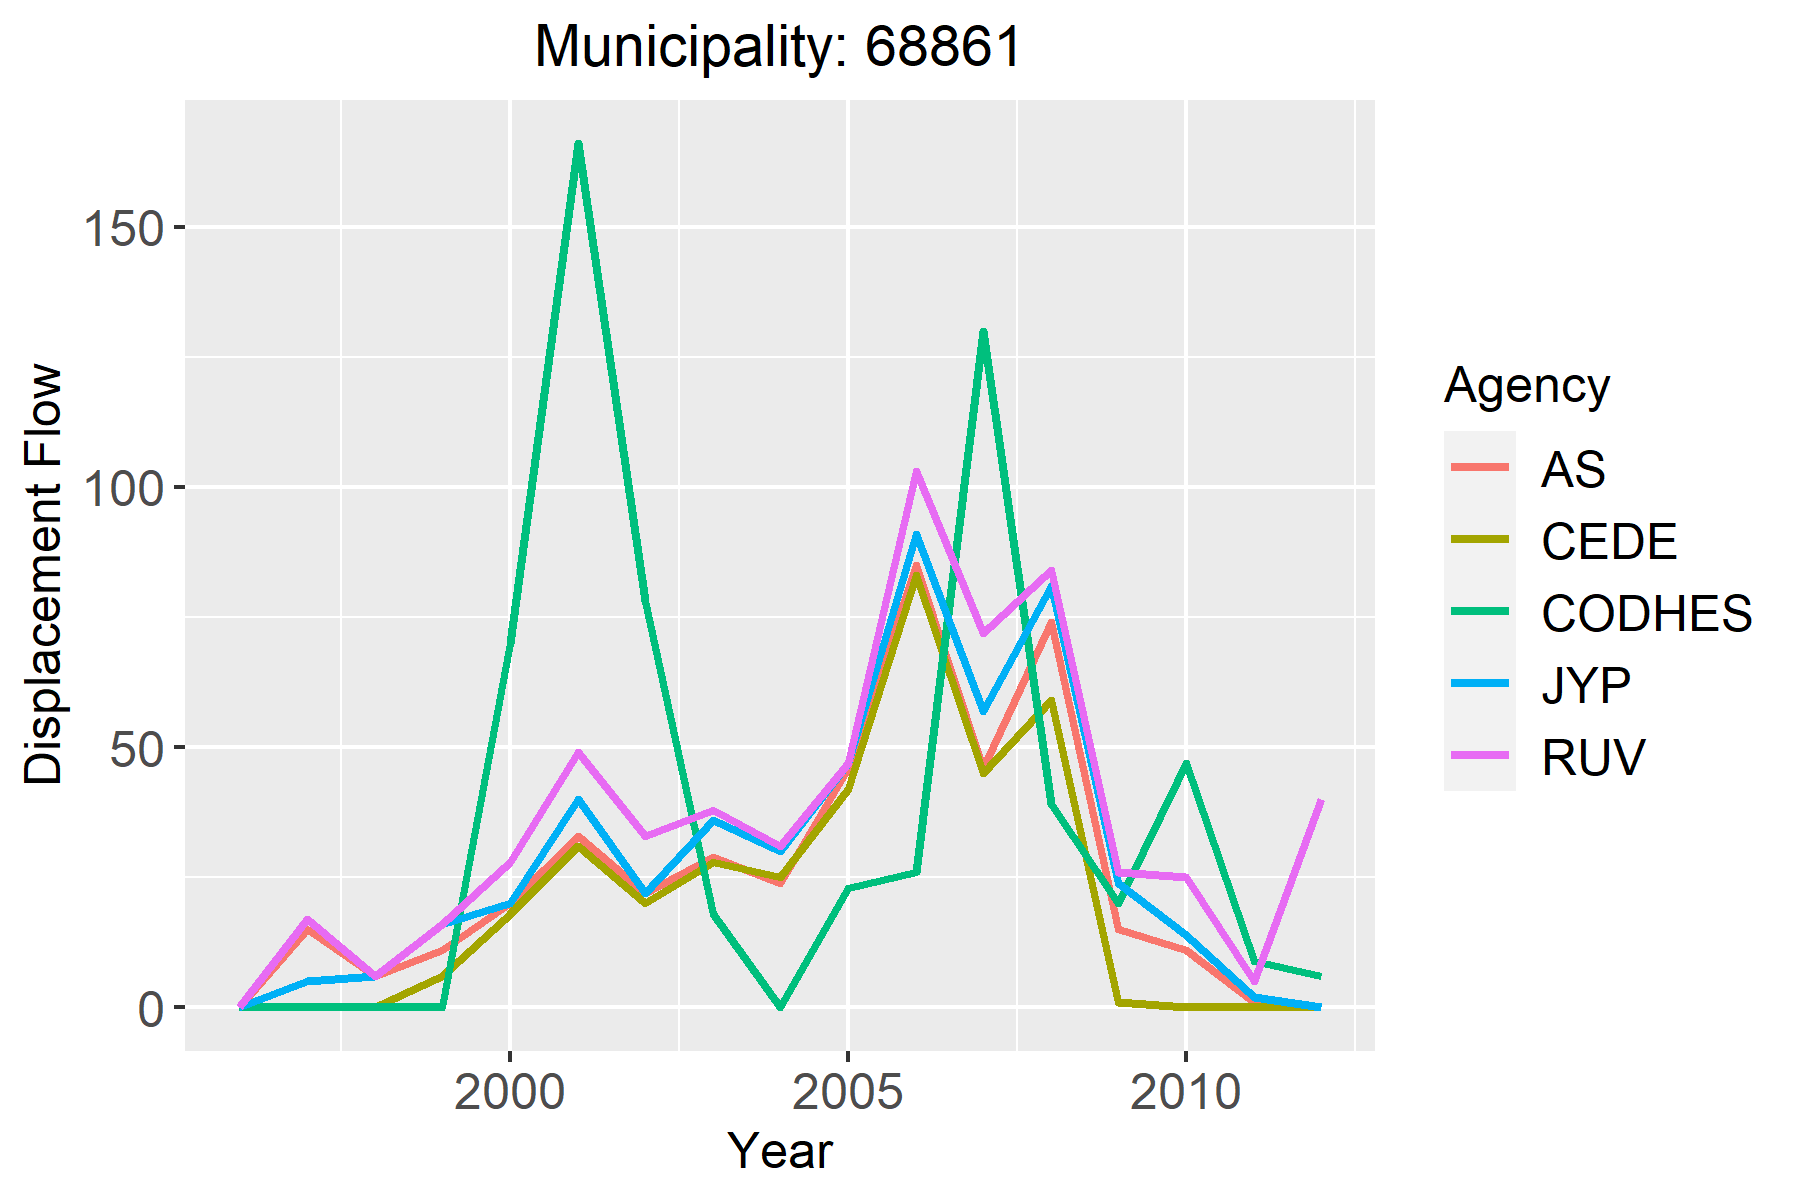 Municipality: 68861
Displacement Flow
150
100
50
0
2000 2005 2010
Year
Agency
AS
CEDE
CODHES
JYP
RUV